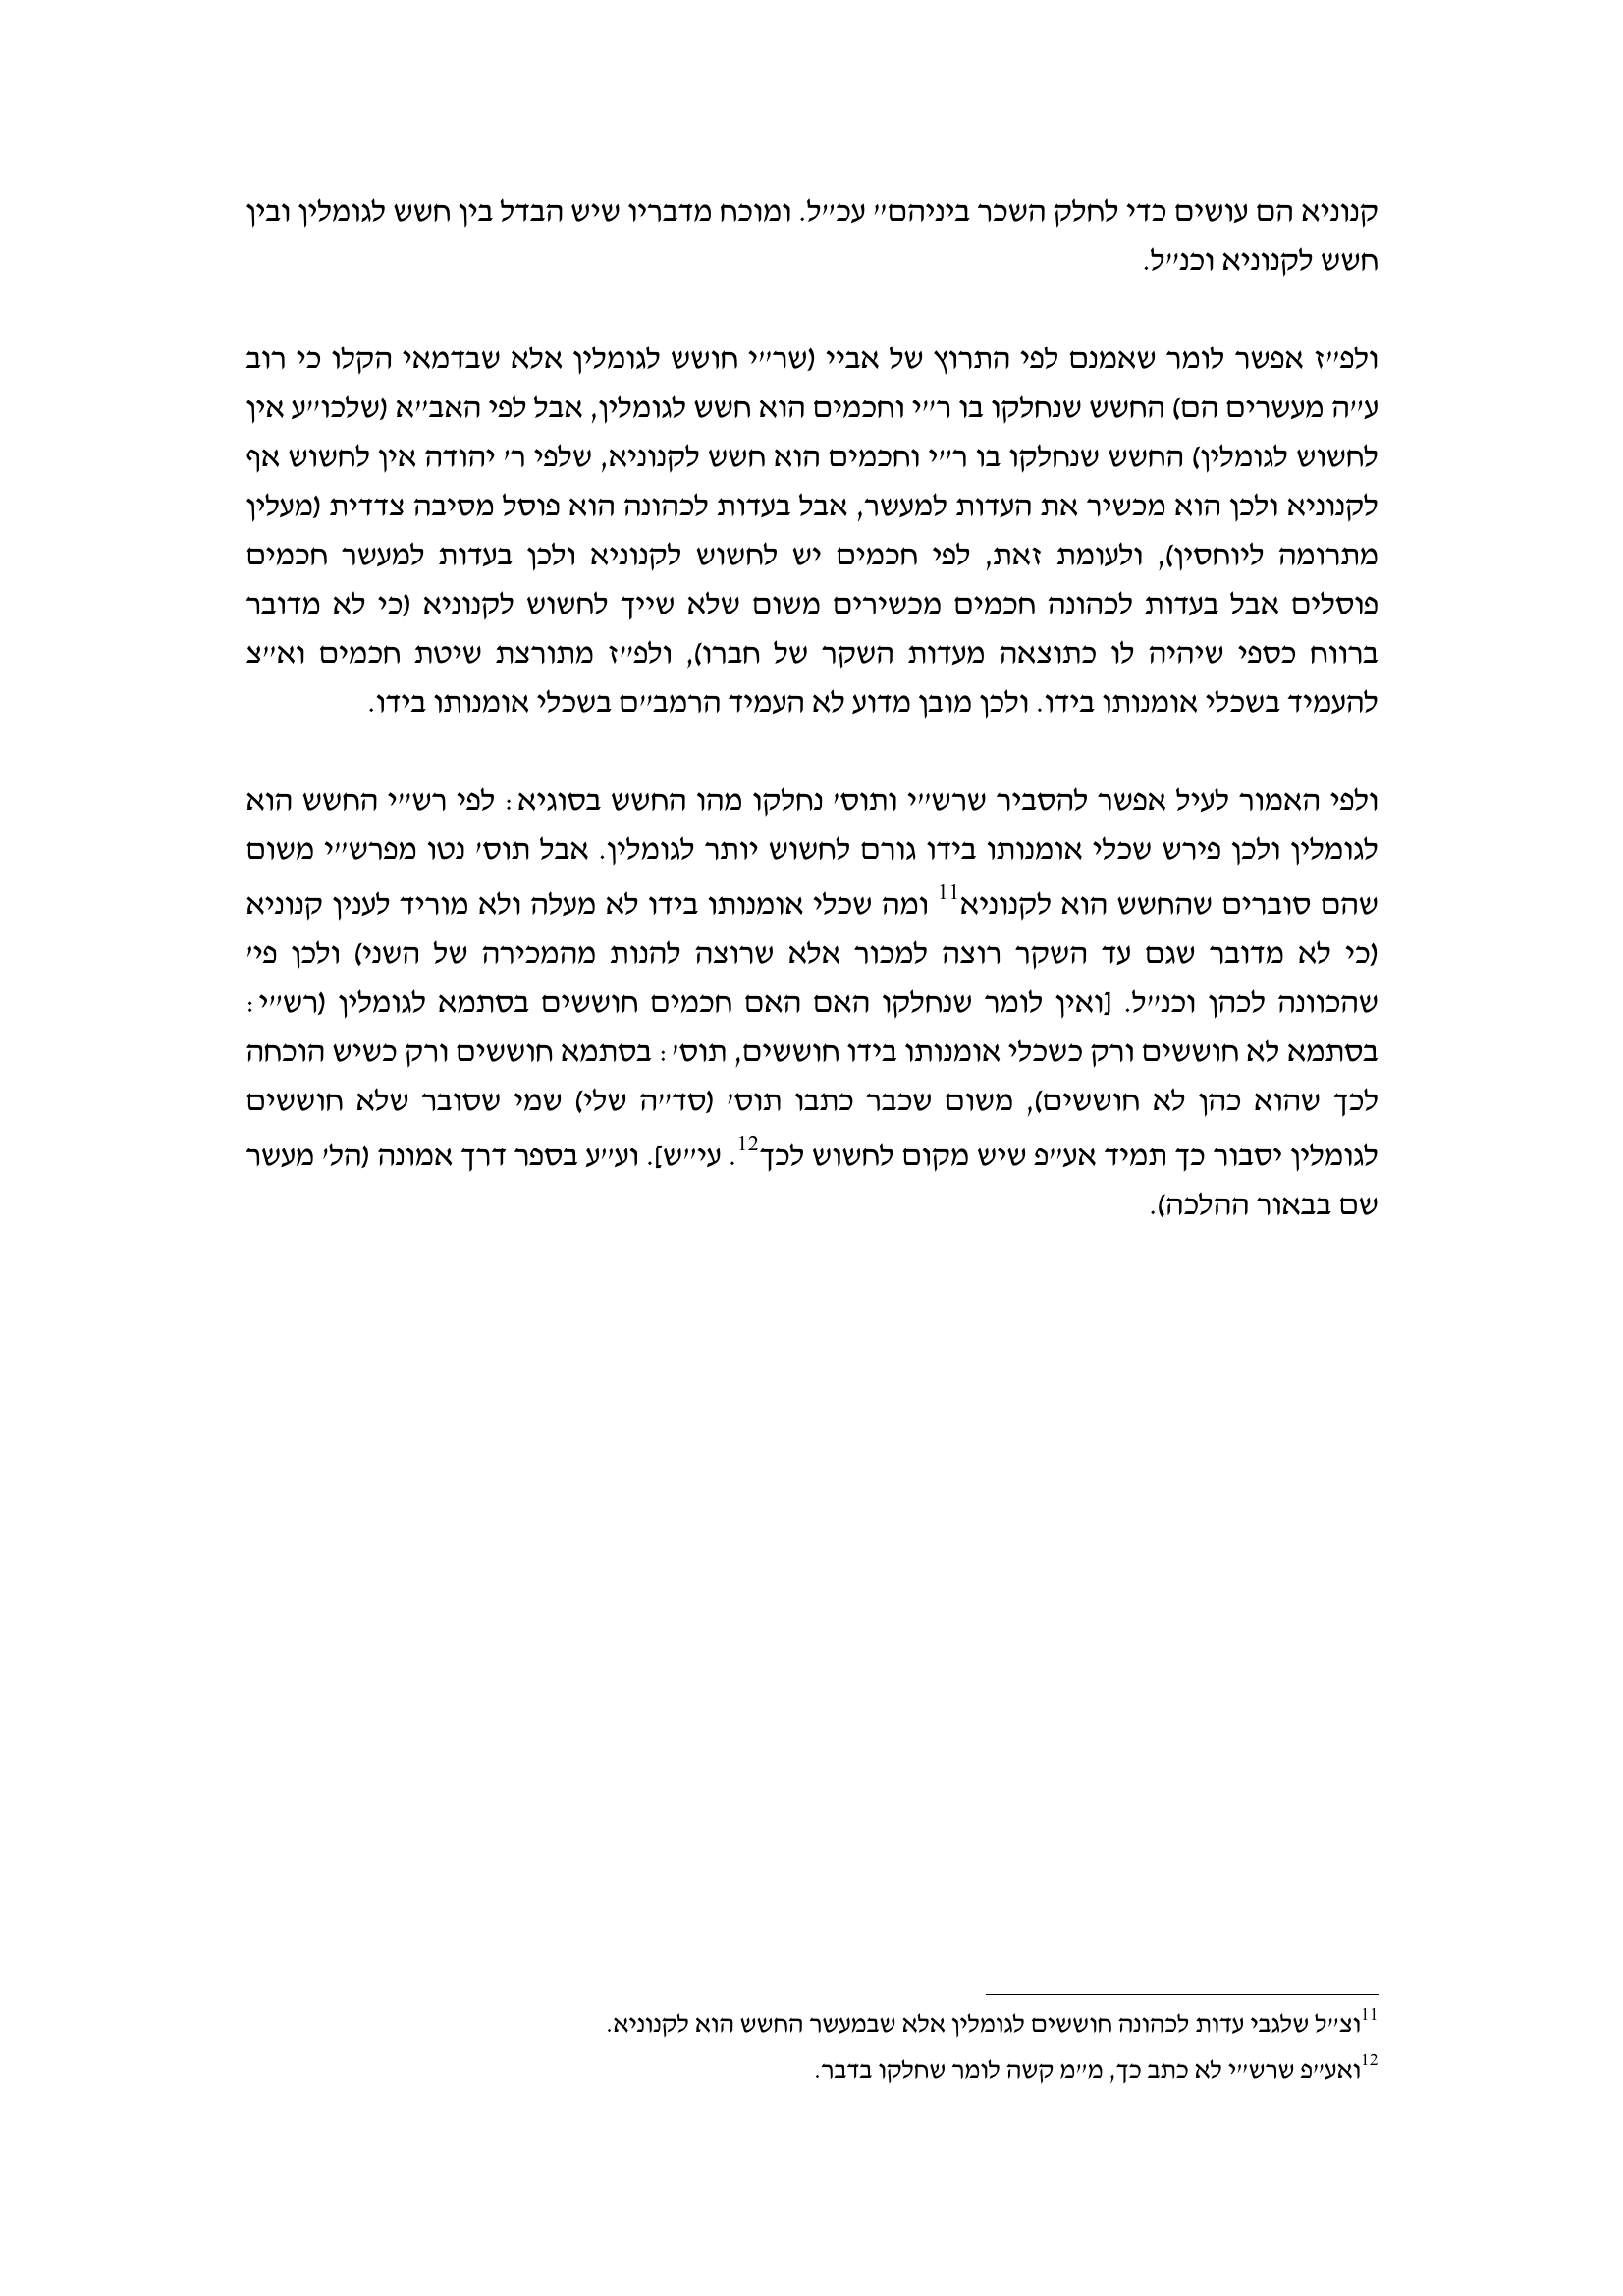 קנוניא הם עושים כדי לחלק השכר ביניהם״ עכ״ל. ומוכח מדבריו שיש הבדל בין חשש לגומלין ובין
חשש לקנוניא וכנ״ל.
ולפ״ז אפשר לומר שאמנם לפי התרוץ של אביי (שר״י חושש לגומלין אלא שבדמאי הקלו כי רוב
ע״ה מעשרים הם) החשש שנחלקו בו ר״י וחכמים הוא חשש לגומלין, אבל לפי האב״א (שלכו״ע אין
לחשוש לגומלין) החשש שנחלקו בו ר״י וחכמים הוא חשש לקנוניא, שלפי ר׳ יהודה אין לחשוש אף
לקנוניא ולכן הוא מכשיר את העדות למעשר, אבל בעדות לכהונה הוא פוסל מסיבה צדדית (מעלין
מתרומה ליוחסין), ולעומת זאת, לפי חכמים יש לחשוש לקנוניא ולכן בעדות למעשר חכמים
פוסלים אבל בעדות לכהונה חכמים מכשירים משום שלא שייך לחשוש לקנוניא (כי לא מדובר
ברווח כספי שיהיה לו כתוצאה מעדות השקר של חברו), ולפ״ז מתורצת שיטת חכמים וא״צ
להעמיד בשכלי אומנותו בידו. ולכן מובן מדוע לא העמיד הרמב״ם בשכלי אומנותו בידו.
ולפי האמור לעיל אפשר להסביר שרש״י ותוס׳ נחלקו מהו החשש בסוגיא: לפי רש״י החשש הוא
לגומלין ולכן פירש שכלי אומנותו בידו גורם לחשוש יותר לגומלין. אבל תוס׳ נטו מפרש״י משום
שהם סוברים שהחשש הוא לקנוניא11 ומה שכלי אומנותו בידו לא מעלה ולא מוריד לענין קנוניא
(כי לא מדובר שגם עד השקר רוצה למכור אלא שרוצה להנות מהמכירה של השני) ולכן פי׳
שהכוונה לכהן וכנ״ל. [ואין לומר שנחלקו האם האם חכמים חוששים בסתמא לגומלין (רש״י:
בסתמא לא חוששים ורק כשכלי אומנותו בידו חוששים, תוס׳: בסתמא חוששים ורק כשיש הוכחה
לכך שהוא כהן לא חוששים), משום שכבר כתבו תוס׳ (סד״ה שלי) שמי שסובר שלא חוששים
לגומלין יסבור כך תמיד אע״פ שיש מקום לחשוש לכך12. עי״ש]. וע״ע בספר דרך אמונה (הל׳ מעשר
שם בבאור ההלכה).
11וצ״ל שלגבי עדות לכהונה חוששים לגומלין אלא שבמעשר החשש הוא לקנוניא.
12ואע״פ שרש״י לא כתב כך, מ״מ קשה לומר שחלקו בדבר.